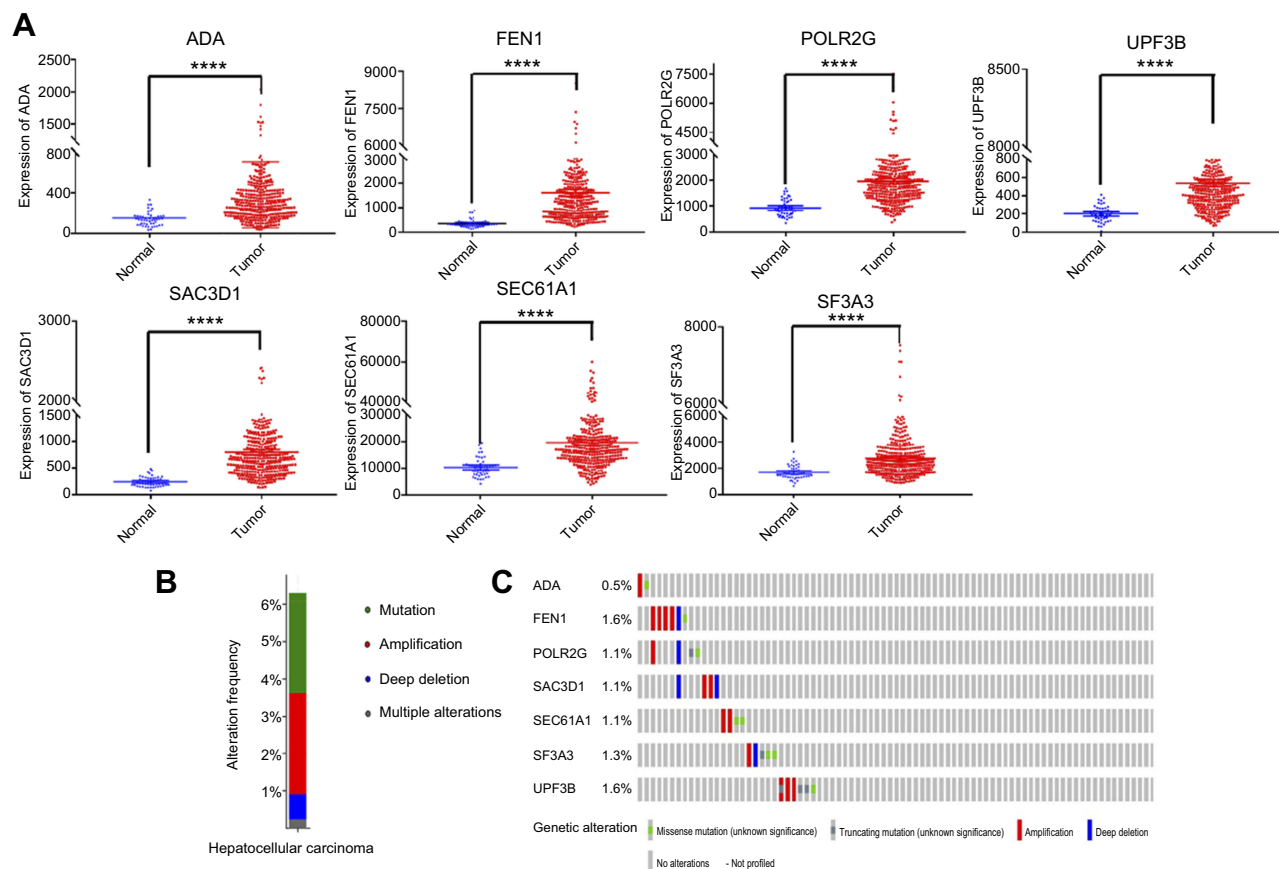 A
ADA
Expression of ADA
2500
2000
1500
800
400
0
****
Normal
Tumor
FEN1
Expression of FEN1
9000
7500
6000
3000
2000
1000
0
****
Normal
Tumor
POLR2G
Expression of POLR2G
7500
6000
4500
3000
2000
1000
0
****
Normal
Tumor
UPF3B
Expression of UPF3B
8500
8000
800
600
400
200
0
****
Normal
Tumor
SAC3D1
Expression of SAC3D1
3000
2000
1500
1000
500
0
****
Normal
Tumor
SEC61A1
Expression of SEC61A1
80000
60000
40000
30000
20000
10000
0
****
Normal
Tumor
SF3A3
Expression of SF3A3
8000
6000
6000
4000
2000
0
****
Normal
Tumor
B
Alteration frequency
6%
5%
4%
3%
2%
1%
Hepatocellular carcinoma
Mutation
Amplification
Deep deletion
Multiple alterations
C
ADA 0.5%
FEN1 1.6%
POLR2G 1.1%
SAC3D1 1.1%
SEC61A1 1.1%
SF3A3 1.3%
UPF3B 1.6%
Genetic alteration Missense mutation (unknown significance) Truncating mutation (unknown significance) Amplification Deep deletion
No alterations - Not profiled